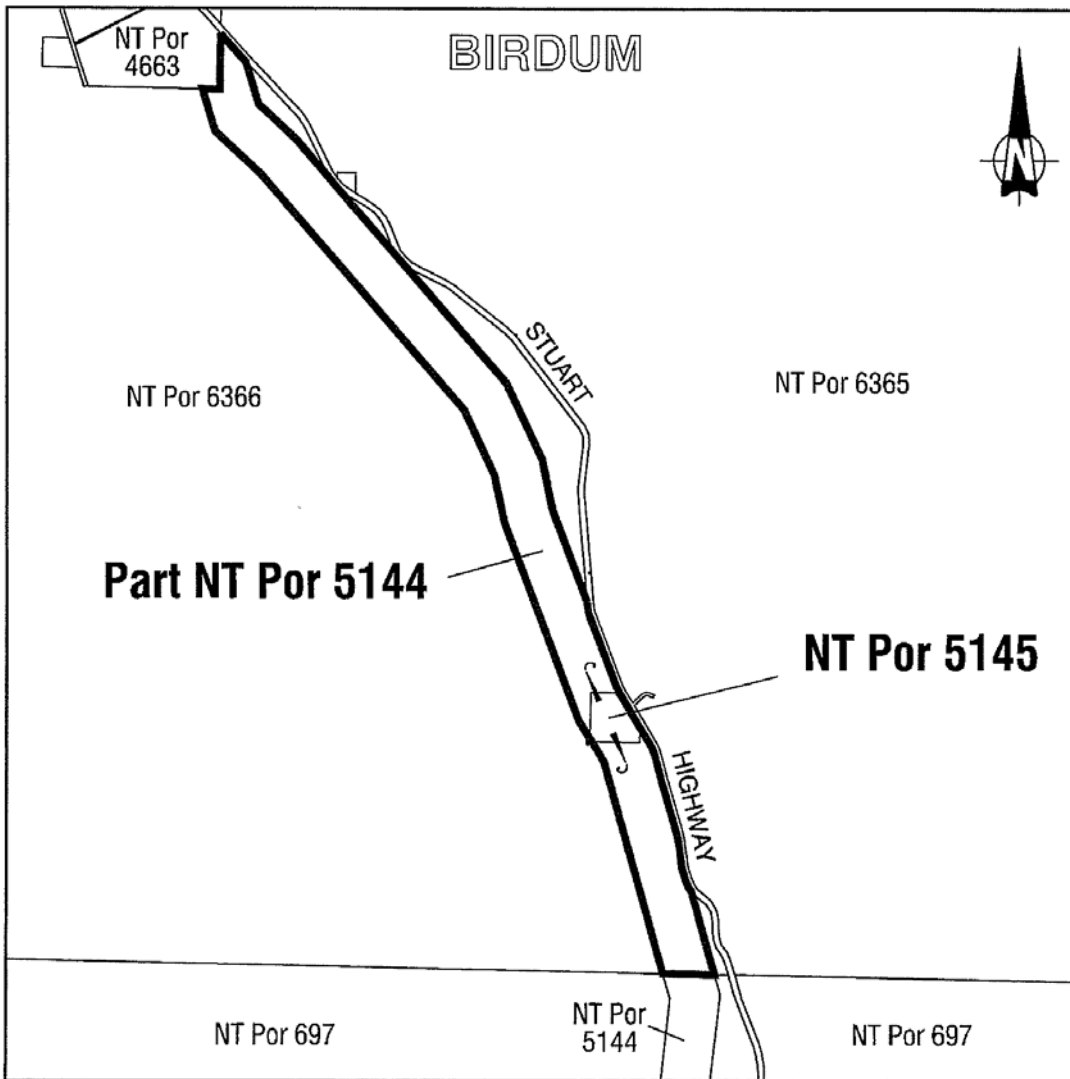 NT Por
4663
BIRDUM
N
STUART
NT Por 6366
NT Por 6365
Part NT Por 5144
NT Por 5145
HIGHWAY
NT Por 697
NT Por
5144
NT Por 697